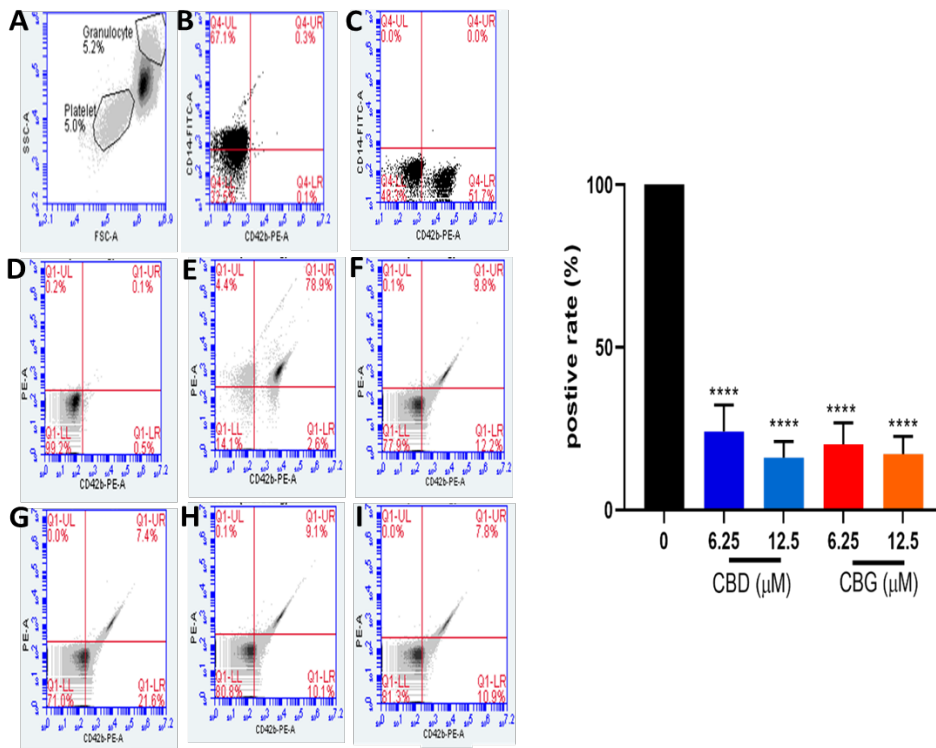 A
Granulocyte
5.2%
Platelet
5.0%
SSC-A
FSC-A
B
Q4-UL
67.1%
Q4-UR
0.3%
Q4-LR
0.1%
CD14-FITC-A
CD42b-PE-A
C
Q4-UL
0.0%
Q4-UR
0.0%
Q4-LL
48.3%
Q4-LR
51.7%
CD14-FITC-A
CD42b-PE-A
D
Q1-UL
0.2%
Q1-UR
0.1%
Q1-LL
99.2%
Q1-LR
0.5%
PE-A
CD42b-PE-A
E
Q1-UL
4.4%
Q1-UR
78.9%
Q1-LL
14.1%
Q1-LR
2.6%
PE-A
CD42b-PE-A
F
Q1-UL
0.1%
Q1-UR
9.8%
Q1-LL
77.9%
Q1-LR
12.2%
PE-A
CD42b-PE-A
G
Q1-UL
0.0%
Q1-UR
7.4%
Q1-LL
71.0%
Q1-LR
21.6%
PE-A
CD42b-PE-A
H
Q1-UL
0.1%
Q1-UR
9.1%
Q1-LL
80.8%
Q1-LR
10.1%
PE-A
CD42b-PE-A
I
Q1-UL
0.0%
Q1-UR
7.8%
Q1-LL
81.3%
Q1-LR
10.9%
PE-A
CD42b-PE-A
postive rate (%)
100
50
0
**** **** **** ****
0 6.25 12.5 6.25 12.5
CBD (μM) CBG (μM)